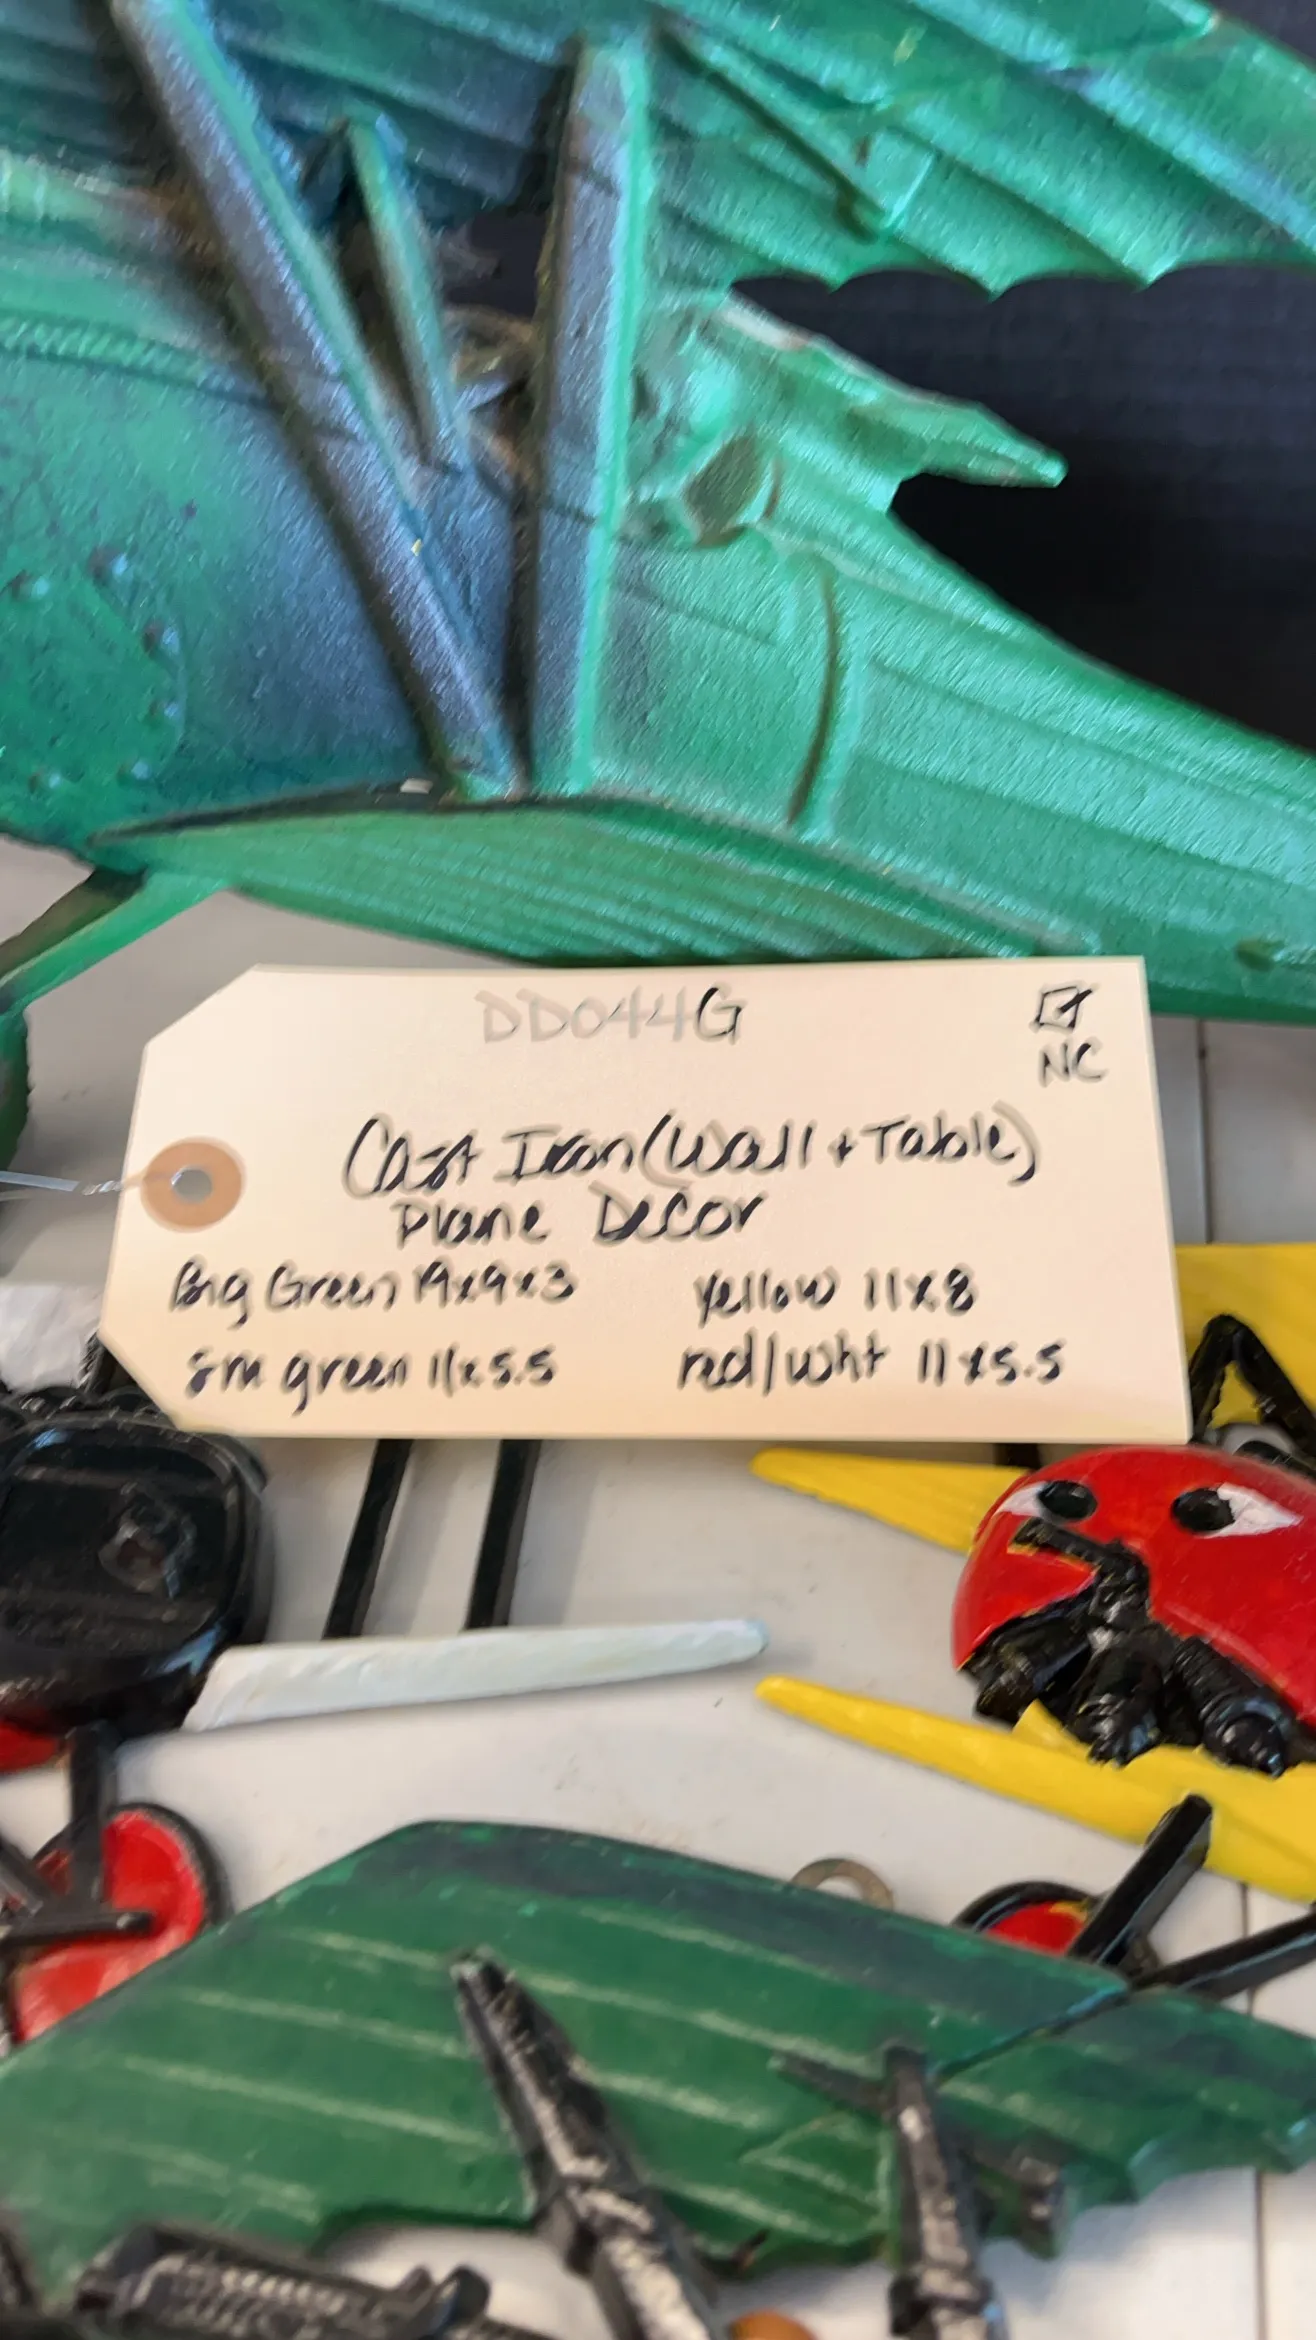 DD044G
NC
Cast Iron (Wall + Table)
Plane Decor
Big Green 19x9x3
yellow 11x8
sm green 11x5.5
red/wht 11x5.5